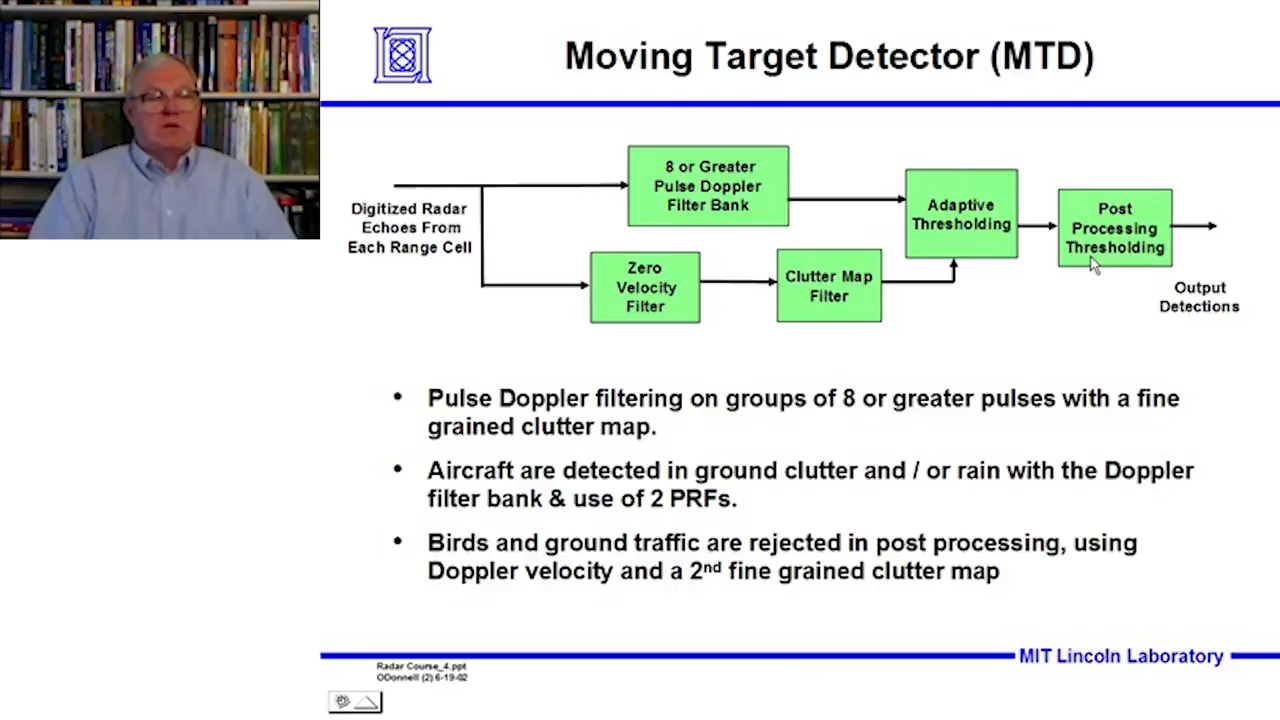 Moving Target Detector (MTD)
8 or Greater
Pulse Doppler
Filter Bank
Digitized Radar
Echoes From
Each Range Cell
Zero
Velocity
Filter
Clutter Map
Filter
Adaptive
Thresholding
Post
Processing
Thresholding
Output
Detections
• Pulse Doppler filtering on groups of 8 or greater pulses with a fine
grained clutter map.
• Aircraft are detected in ground clutter and / or rain with the Doppler
filter bank & use of 2 PRFs.
• Birds and ground traffic are rejected in post processing, using
Doppler velocity and a 2nd fine grained clutter map
MIT Lincoln Laboratory
Radar Course_4.ppt
ODonnell (2) 6-19-02